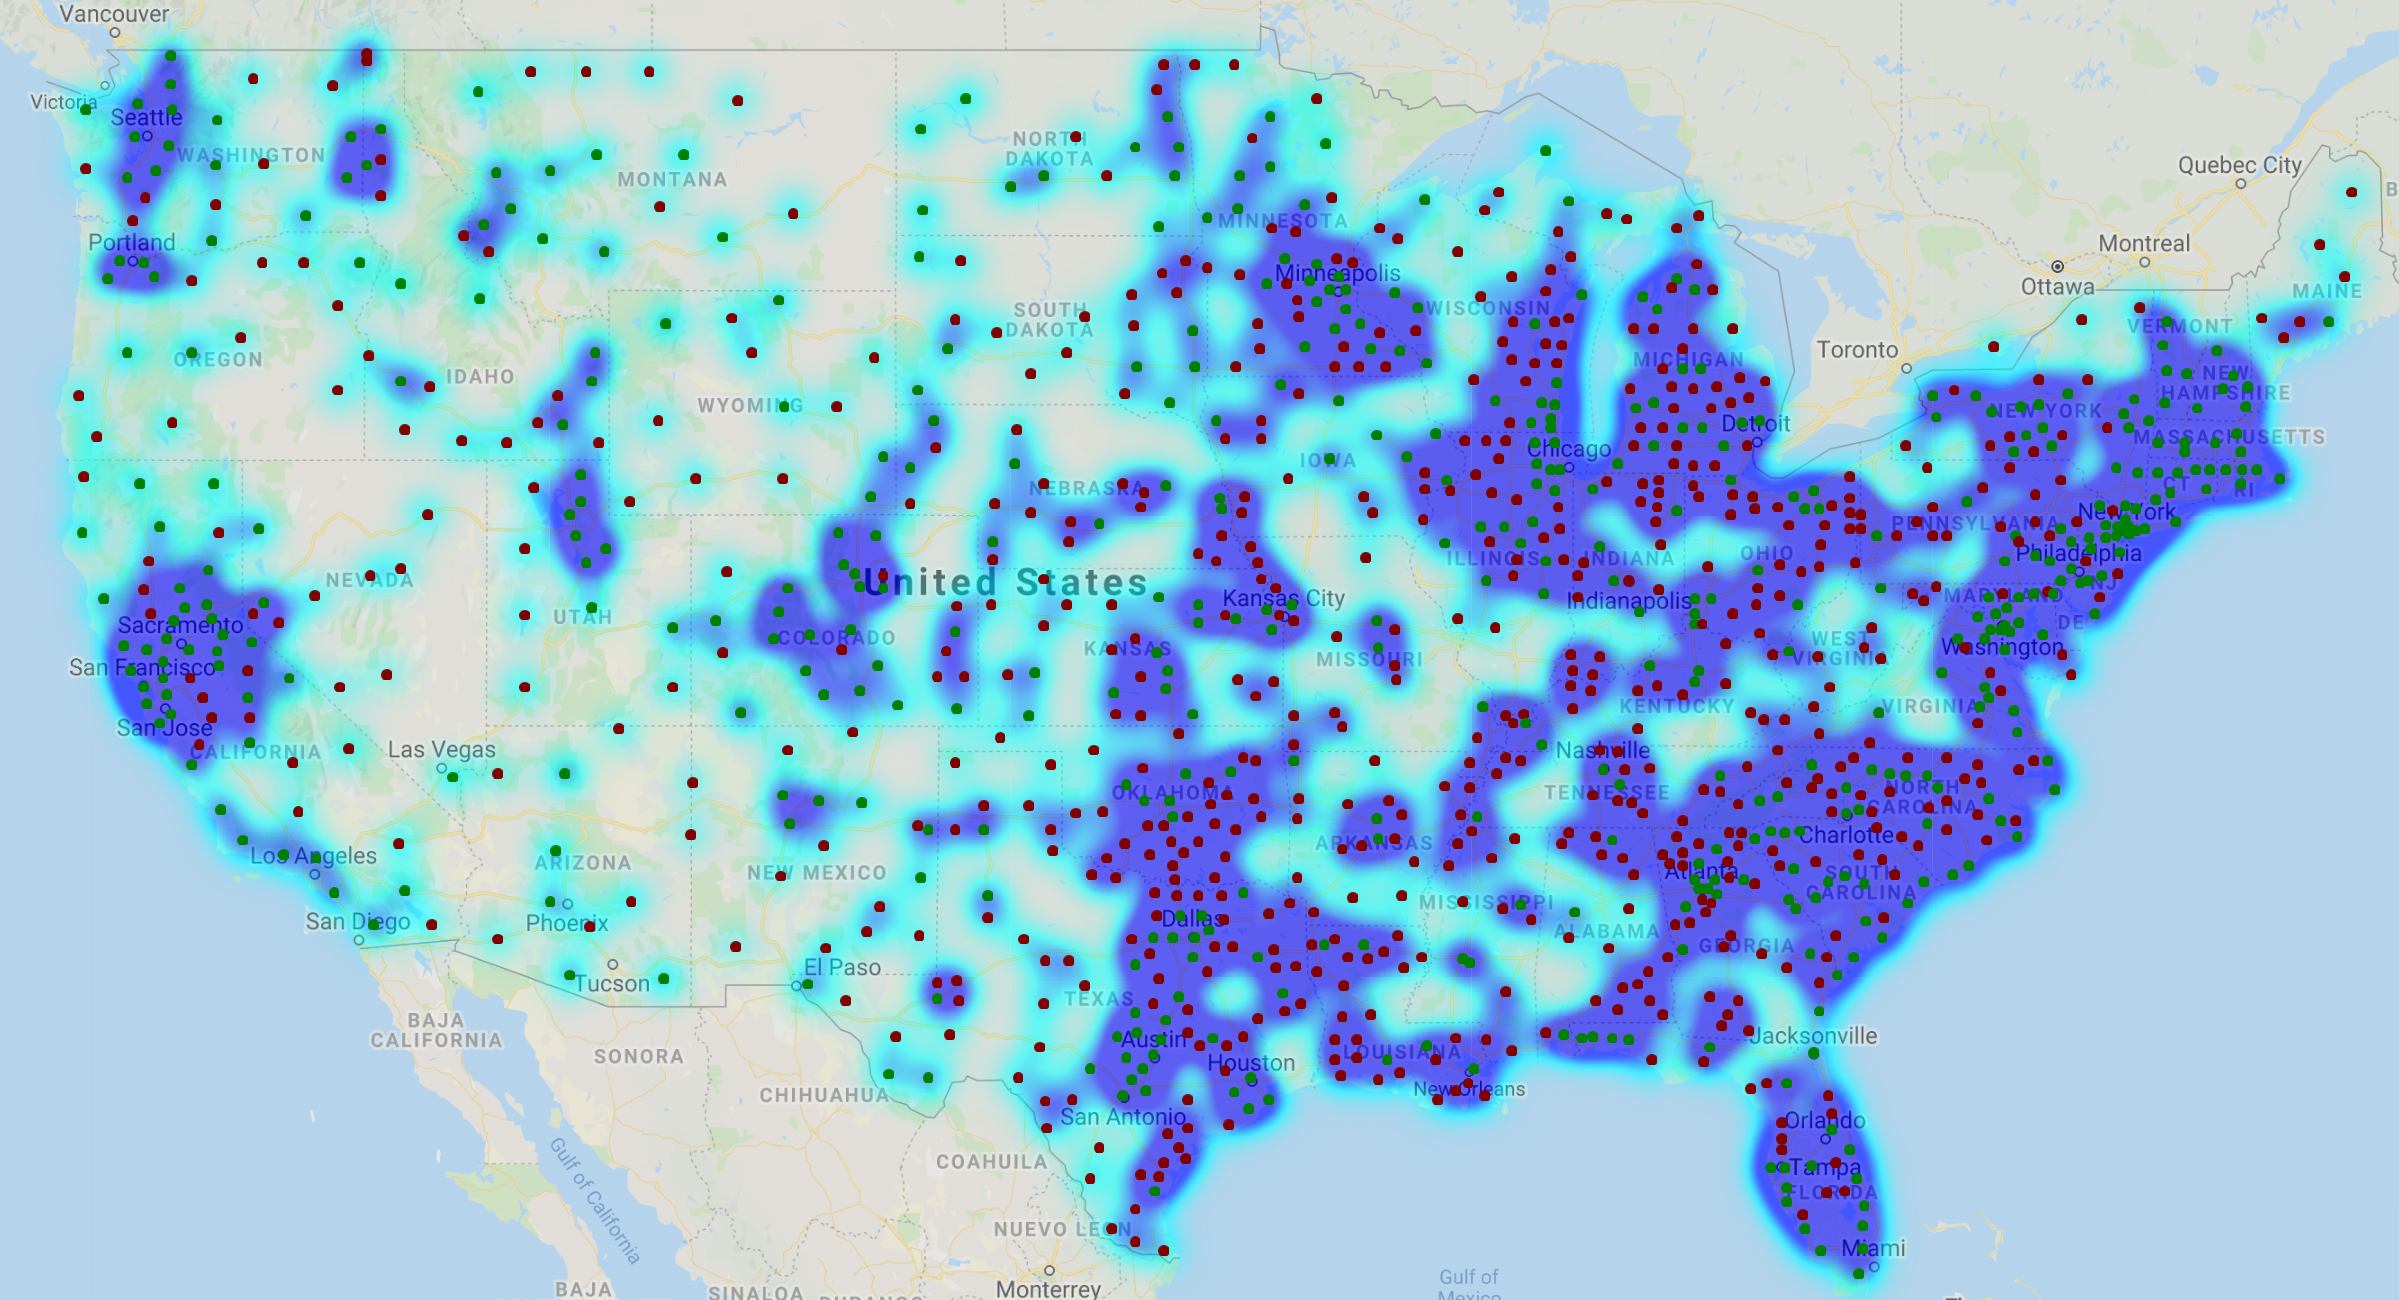 Vancouver
Victoria
Seattle
WASHINGTON
Portland
OREGON
IDAHO
MONTANA
NORTH
DAKOTA
MINNESOTA
Minneapolis
SOUTH
DAKOTA
WYOMING
WISCONSIN
MICHIGAN
Detroit
Chicago
IOWA
NEBRASKA
Quebec City
Montreal
Ottawa
MAINE
Toronto
VERMONT
NEW
HAMPSHIRE
NEW YORK
MASSACHUSETTS
CT
RI
New York
PENNSYLVANIA
Philadelphia
NJ
MARYLAND
DE
Washington
WEST
VIRGINIA
VIRGINIA
OHIO
INDIANA
ILLINOIS
Indianapolis
United States
NEVADA
UTAH
COLORADO
KANSAS
Kansas City
MISSOURI
KENTUCKY
Sacramento
San Francisco
San Jose
CALIFORNIA
Las Vegas
Los Angeles
San Diego
ARIZONA
Phoenix
Tucson
NEW MEXICO
El Paso
OKLAHOMA
ARKANSAS
Nashville
TENNESSEE
NORTH
CAROLINA
Charlotte
SOUTH
CAROLINA
Atlanta
MISSISSIPPI
ALABAMA
GEORGIA
Dallas
TEXAS
Austin
Houston
San Antonio
LOUISIANA
New Orleans
Jacksonville
Orlando
Tampa
FLORIDA
Miami
BAJA
CALIFORNIA
SONORA
CHIHUAHUA
COAHUILA
NUEVO LEON
Monterrey
Gulf of California
BAJA
SINALOA
DURANGO
Gulf of
Mexico